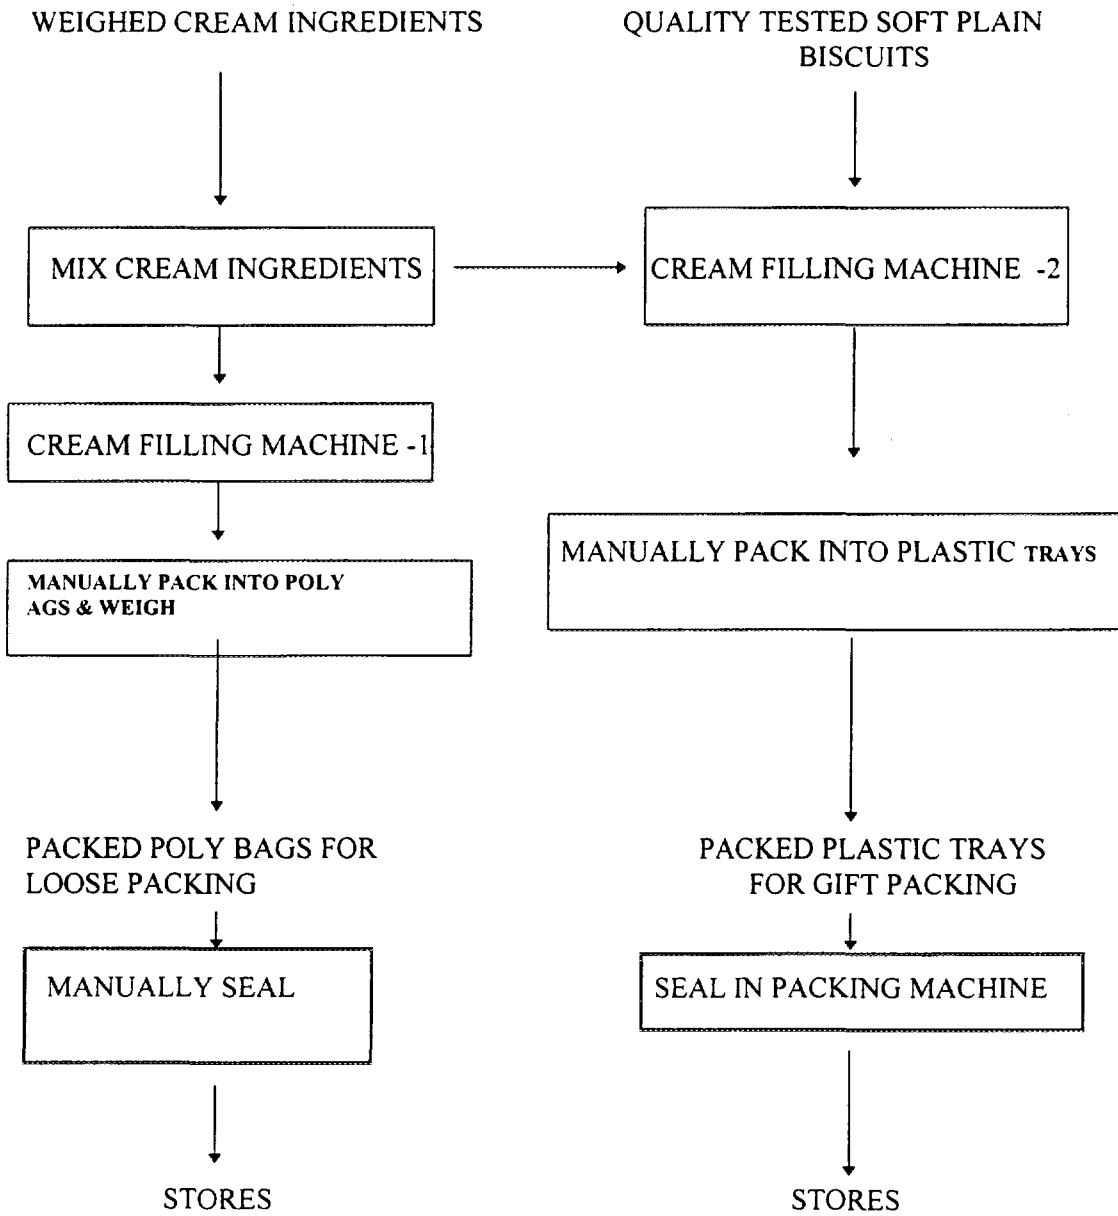 WEIGHED CREAM INGREDIENTS
QUALITY TESTED SOFT PLAIN
BISCUITS
MIX CREAM INGREDIENTS
CREAM FILLING MACHINE -2
CREAM FILLING MACHINE -1
MANUALLY PACK INTO PLASTIC TRAYS
MANUALLY PACK INTO POLY
AGS & WEIGH
PACKED POLY BAGS FOR
LOOSE PACKING
PACKED PLASTIC TRAYS
FOR GIFT PACKING
MANUALLY SEAL
SEAL IN PACKING MACHINE
STORES
STORES